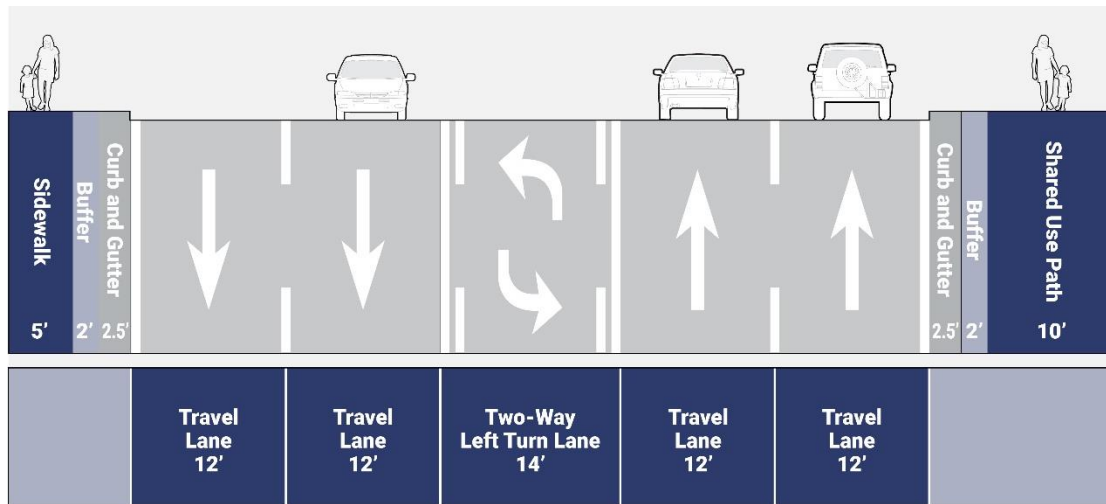 Sidewalk
5’
Buffer
2’
Curb and Gutter
2.5’
Curb and Gutter
2.5’
Buffer
2’
Shared Use Path
10’
Travel
Lane
12’
Travel
Lane
12’
Two-Way
Left Turn Lane
14’
Travel
Lane
12’
Travel
Lane
12’